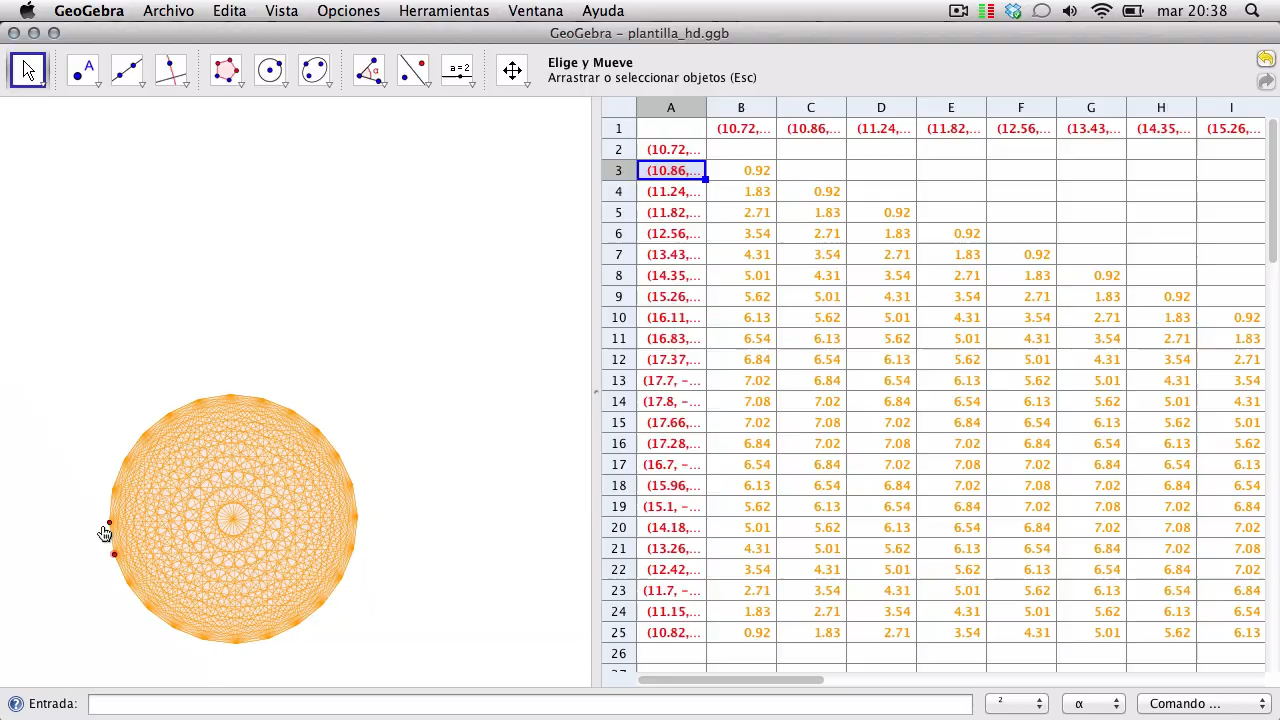 GeoGebra Archivo Edita Vista Opciones Herramientas Ventana Ayuda mar 20:38
GeoGebra - plantilla_hd.ggb
A α a=2 Elige y Mueve
Arrastrar o seleccionar objetos (Esc)
A B C D E F G H I
1 (10.72,... (10.86,... (11.24,... (11.82,... (12.56,... (13.43,... (14.35,... (15.26,...
2 (10.72,...
3 (10.86,... 0.92
4 (11.24,... 1.83 0.92
5 (11.82,... 2.71 1.83 0.92
6 (12.56,... 3.54 2.71 1.83 0.92
7 (13.43,... 4.31 3.54 2.71 1.83 0.92
8 (14.35,... 5.01 4.31 3.54 2.71 1.83 0.92
9 (15.26,... 5.62 5.01 4.31 3.54 2.71 1.83 0.92
10 (16.11,... 6.13 5.62 5.01 4.31 3.54 2.71 1.83 0.92
11 (16.83,... 6.54 6.13 5.62 5.01 4.31 3.54 2.71 1.83
12 (17.37,... 6.84 6.54 6.13 5.62 5.01 4.31 3.54 2.71
13 (17.7, -... 7.02 6.84 6.54 6.13 5.62 5.01 4.31 3.54
14 (17.8, -... 7.08 7.02 6.84 6.54 6.13 5.62 5.01 4.31
15 (17.66,... 7.02 7.08 7.02 6.84 6.54 6.13 5.62 5.01
16 (17.28,... 6.84 7.02 7.08 7.02 6.84 6.54 6.13 5.62
17 (16.7, -... 6.54 6.84 7.02 7.08 7.02 6.84 6.54 6.13
18 (15.96,... 6.13 6.54 6.84 7.02 7.08 7.02 6.84 6.54
19 (15.1, -... 5.62 6.13 6.54 6.84 7.02 7.08 7.02 6.84
20 (14.18,... 5.01 5.62 6.13 6.54 6.84 7.02 7.08 7.02
21 (13.26,... 4.31 5.01 5.62 6.13 6.54 6.84 7.02 7.08
22 (12.42,... 3.54 4.31 5.01 5.62 6.13 6.54 6.84 7.02
23 (11.7, -... 2.71 3.54 4.31 5.01 5.62 6.13 6.54 6.84
24 (11.15,... 1.83 2.71 3.54 4.31 5.01 5.62 6.13 6.54
25 (10.82,... 0.92 1.83 2.71 3.54 4.31 5.01 5.62 6.13
26
Entrada: ² α Comando ...